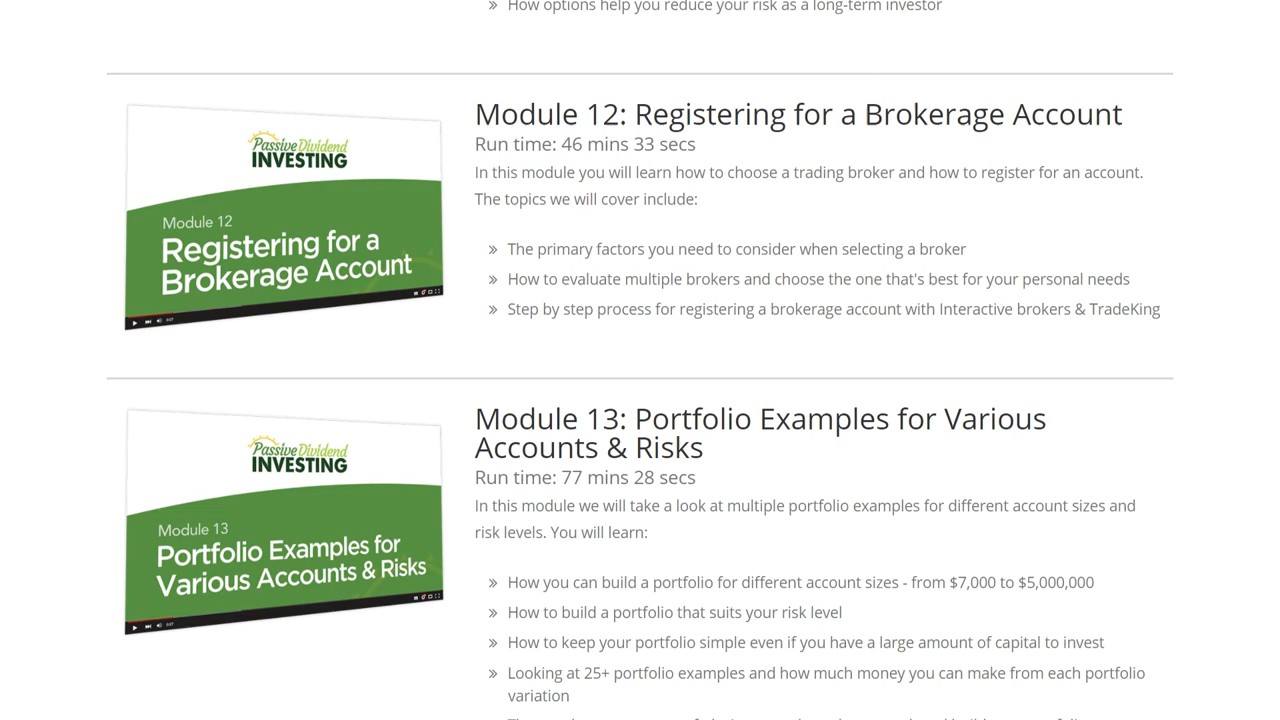 » How options help you reduce your risk as a long-term investor
Passive Dividend
INVESTING
Module 12
Registering for a
Brokerage Account
Module 12: Registering for a Brokerage Account
Run time: 46 mins 33 secs
In this module you will learn how to choose a trading broker and how to register for an account.
The topics we will cover include:
» The primary factors you need to consider when selecting a broker
» How to evaluate multiple brokers and choose the one that's best for your personal needs
» Step by step process for registering a brokerage account with Interactive brokers & TradeKing
Passive Dividend
INVESTING
Module 13
Portfolio Examples for
Various Accounts & Risks
Module 13: Portfolio Examples for Various
Accounts & Risks
Run time: 77 mins 28 secs
In this module we will take a look at multiple portfolio examples for different account sizes and
risk levels. You will learn:
» How you can build a portfolio for different account sizes - from $7,000 to $5,000,000
» How to build a portfolio that suits your risk level
» How to keep your portfolio simple even if you have a large amount of capital to invest
» Looking at 25+ portfolio examples and how much money you can make from each portfolio
variation